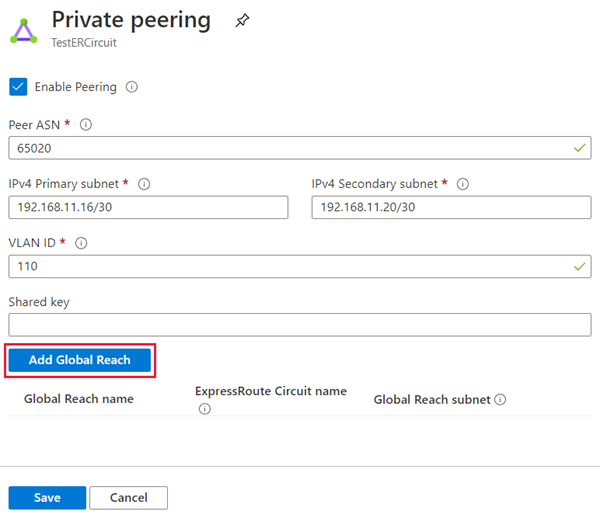 Private peering
TestERCircuit
Enable Peering
Peer ASN *
65020
IPv4 Primary subnet * IPv4 Secondary subnet *
192.168.11.16/30 192.168.11.20/30
VLAN ID *
110
Shared key
Add Global Reach
Global Reach name ExpressRoute Circuit name Global Reach subnet
Save Cancel